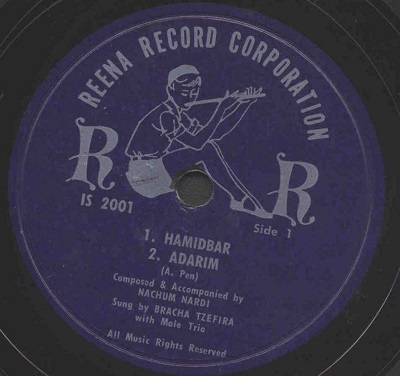 REENA RECORD CORPORATION
R R
IS 2001
Side 1
1. HAMIDBAR
2. ADARIM
(A. Pen)
Composed & Accompanied by
NACHUM NARDI
Sung by BRACHA TZEFIRA
with Male Trio
All Music Rights Reserved